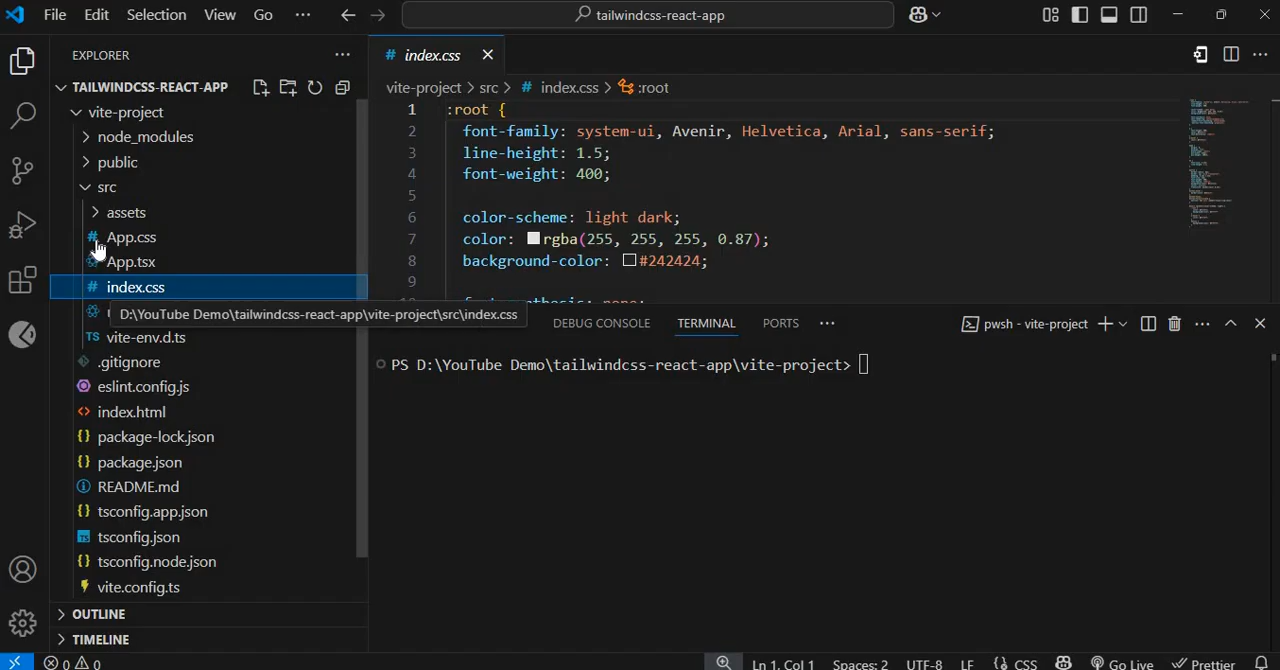 File Edit Selection View Go ··· tailwindcss-react-app
EXPLORER ···
TAILWINDCSS-REACT-APP
vite-project
node_modules
public
src
assets
# App.css
App.tsx
# index.css
D:\YouTube Demo\tailwindcss-react-app\vite-project\src\index.css
TS vite-env.d.ts
.gitignore
eslint.config.js
<> index.html
{} package-lock.json
{} package.json
README.md
{} tsconfig.app.json
TS tsconfig.json
{} tsconfig.node.json
vite.config.ts
OUTLINE
TIMELINE
# index.css
vite-project > src > # index.css > :root
1 :root {
2 font-family: system-ui, Avenir, Helvetica, Arial, sans-serif;
3 line-height: 1.5;
4 font-weight: 400;
5
6 color-scheme: light dark;
7 color: rgba(255, 255, 255, 0.87);
8 background-color: #242424;
9
DEBUG CONSOLE TERMINAL PORTS ··· pwsh - vite-project
PS D:\YouTube Demo\tailwindcss-react-app\vite-project>
0 0 Ln 1, Col 1 Spaces: 2 UTF-8 LF {} CSS Go Live Prettier